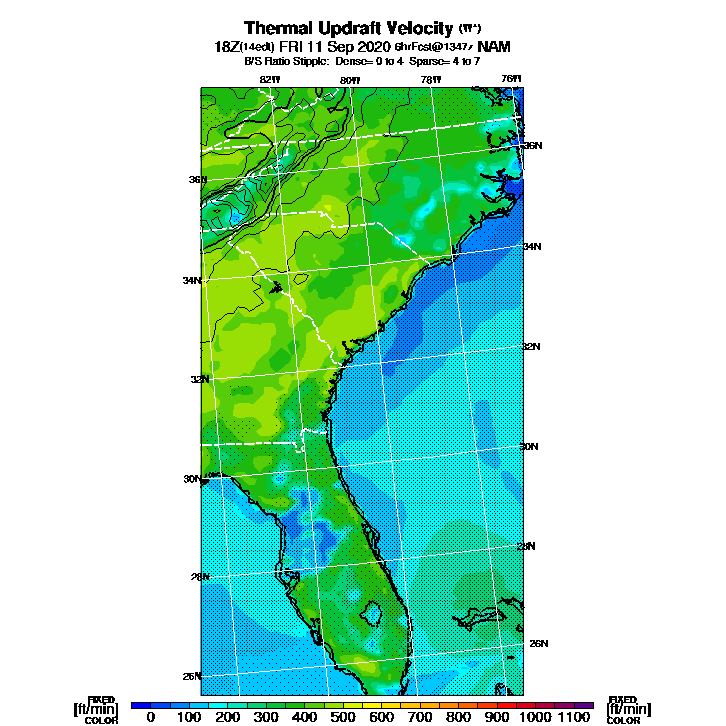 Thermal Updraft Velocity
18Z(14edt) FRI 11 Sep 2020 6hrFcst@1347z NAM
B/S Ratio Stipple: Dense= 0 to 4 Sparse= 4 to 7
82W 80W 78W 76W
36N
36N
34N
34N
32N
32N
30N
30N
28N
28N
26N
26N
FIXED FIXED
[ft/min] 0 100 200 300 400 500 600 700 800 900 1000 1100 [ft/min]
COLOR COLOR